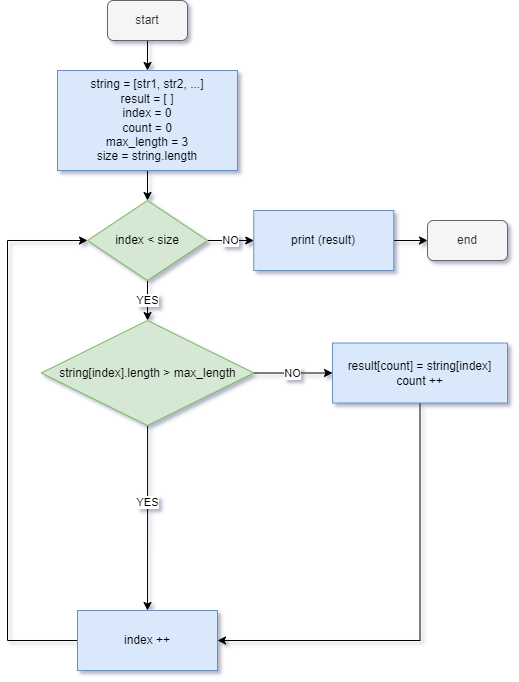 start
string = [str1, str2, ...]
result = [ ]
index = 0
count = 0
max_length = 3
size = string.length
index < size
NO
print (result)
end
YES
string[index].length > max_length
NO
result[count] = string[index]
count ++
YES
index ++